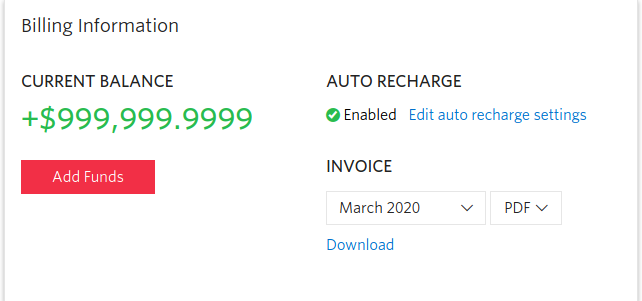 Billing Information
CURRENT BALANCE
+$999,999.9999
Add Funds
AUTO RECHARGE
Enabled Edit auto recharge settings
INVOICE
March 2020 PDF
Download